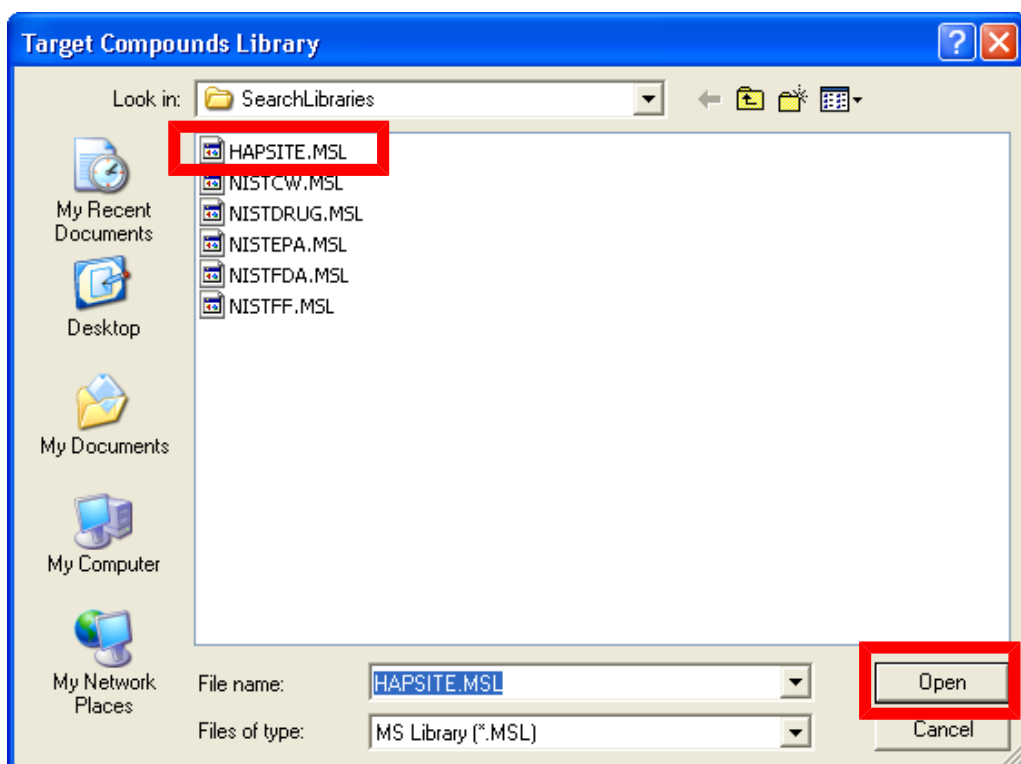 Target Compounds Library
Look in:
SearchLibraries
HAPSITE.MSL
NISTCW.MSL
NISTDRUG.MSL
NISTEPA.MSL
NISTFDA.MSL
NISTFF.MSL
My Recent
Documents
Desktop
My Documents
My Computer
My Network
Places
File name:
HAPSITE.MSL
Open
Files of type:
MS Library (*.MSL)
Cancel